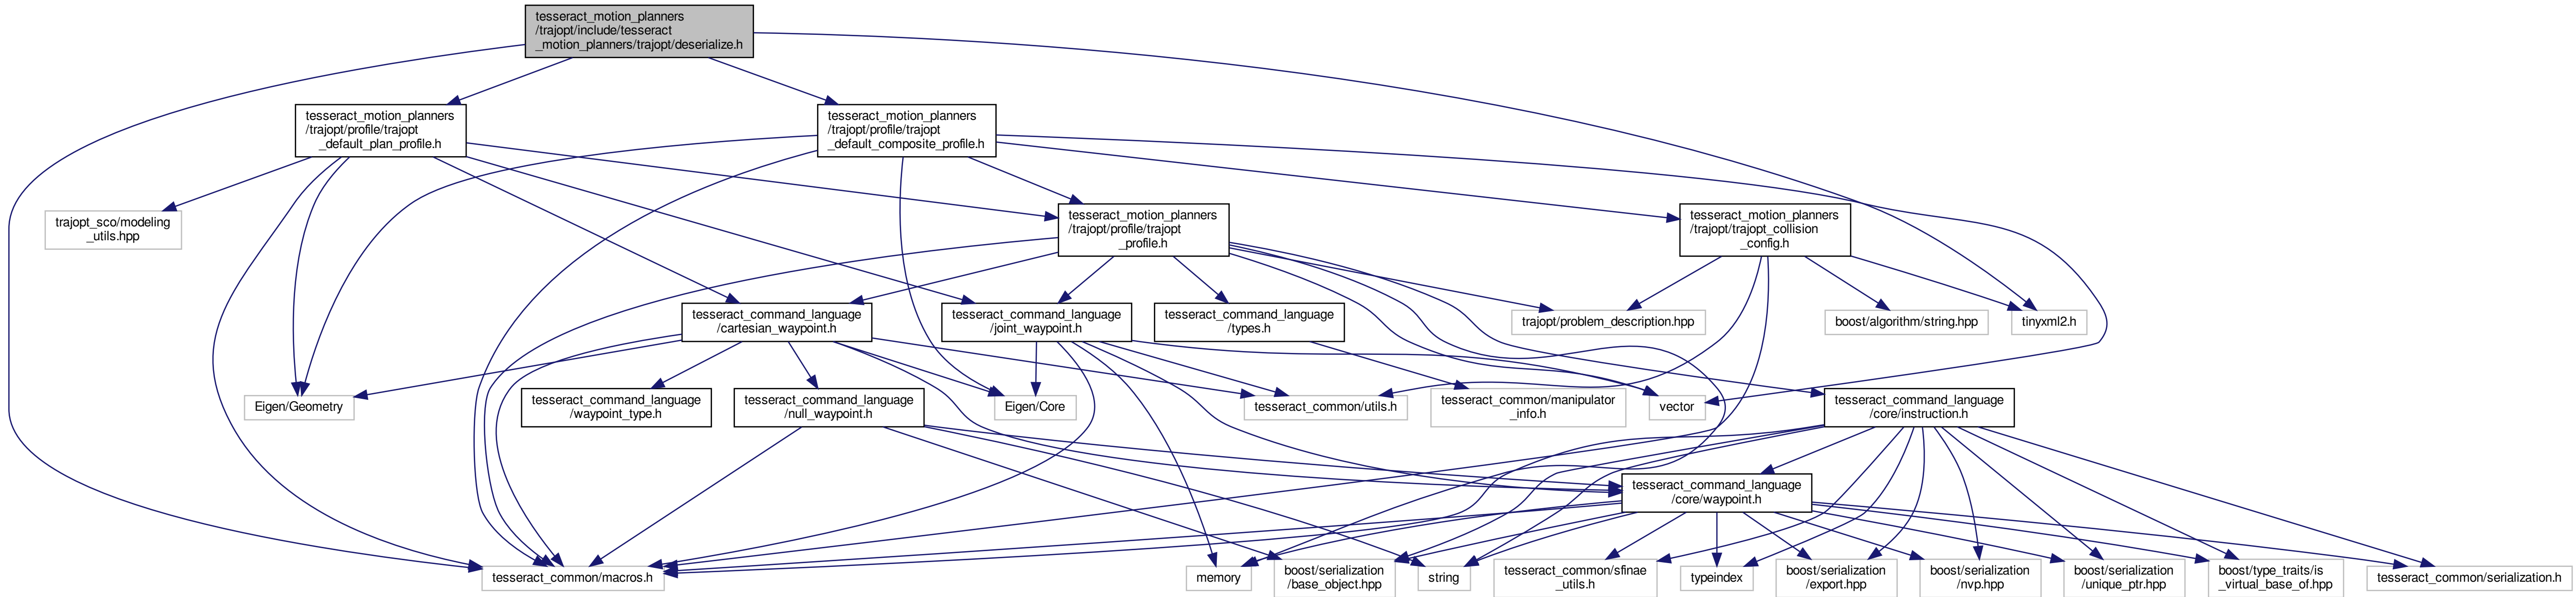 tesseract_motion_planners
/trajopt/include/tesseract
_motion_planners/trajopt/deserialize.h
tesseract_motion_planners
/trajopt/profile/trajopt
_default_plan_profile.h
tesseract_motion_planners
/trajopt/profile/trajopt
_default_composite_profile.h
trajopt_sco/modeling
_utils.hpp
tesseract_motion_planners
/trajopt/profile/trajopt
_profile.h
tesseract_motion_planners
/trajopt/trajopt_collision
_config.h
tesseract_command_language
/cartesian_waypoint.h
tesseract_command_language
/joint_waypoint.h
tesseract_command_language
/types.h
trajopt/problem_description.hpp
boost/algorithm/string.hpp
tinyxml2.h
Eigen/Geometry
tesseract_command_language
/waypoint_type.h
tesseract_command_language
/null_waypoint.h
Eigen/Core
tesseract_common/utils.h
tesseract_common/manipulator
_info.h
vector
tesseract_command_language
/core/instruction.h
tesseract_command_language
/core/waypoint.h
tesseract_common/macros.h
memory
boost/serialization
/base_object.hpp
string
tesseract_common/sfinae
_utils.h
typeindex
boost/serialization
/export.hpp
boost/serialization
/nvp.hpp
boost/serialization
/unique_ptr.hpp
boost/type_traits/is
_virtual_base_of.hpp
tesseract_common/serialization.h